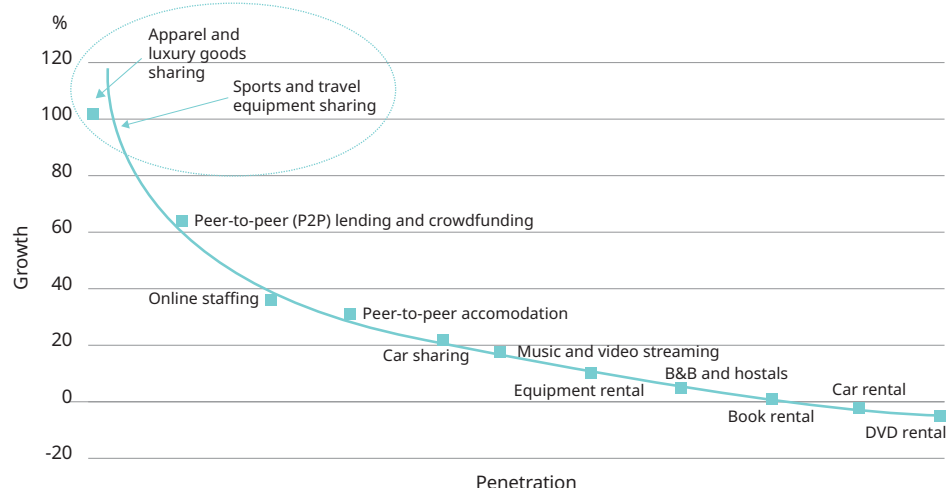 %
Apparel and
luxury goods
sharing
120
Sports and travel
equipment sharing
100
80
Peer-to-peer (P2P) lending and crowdfunding
60
Growth
40
Online staffing
Peer-to-peer accomodation
20
Car sharing
Music and video streaming
B&B and hostals
Equipment rental
Car rental
0
Book rental
DVD rental
-20
Penetration